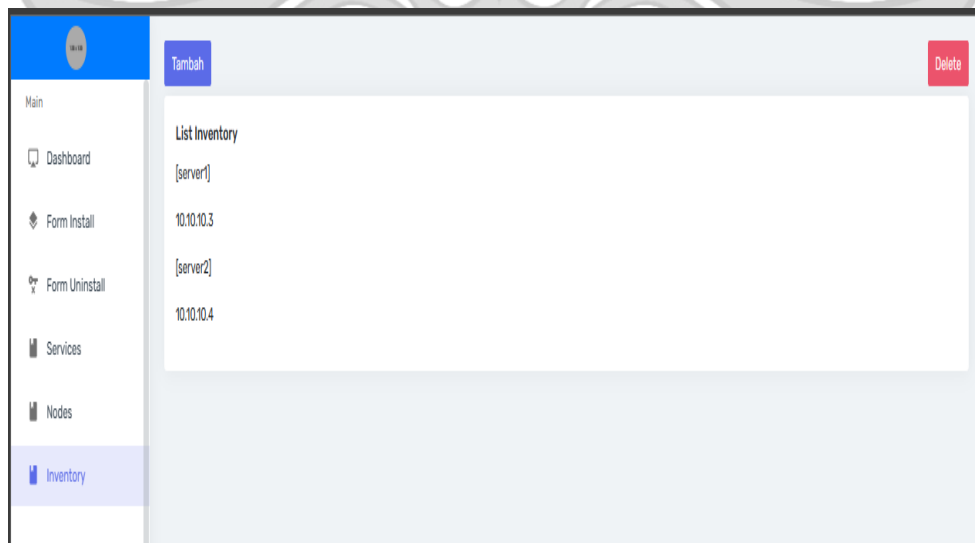 Main
Dashboard
Form Install
Form Uninstall
Services
Nodes
Inventory
Tambah
Delete
List Inventory
[server1]
10.10.10.3
[server2]
10.10.10.4